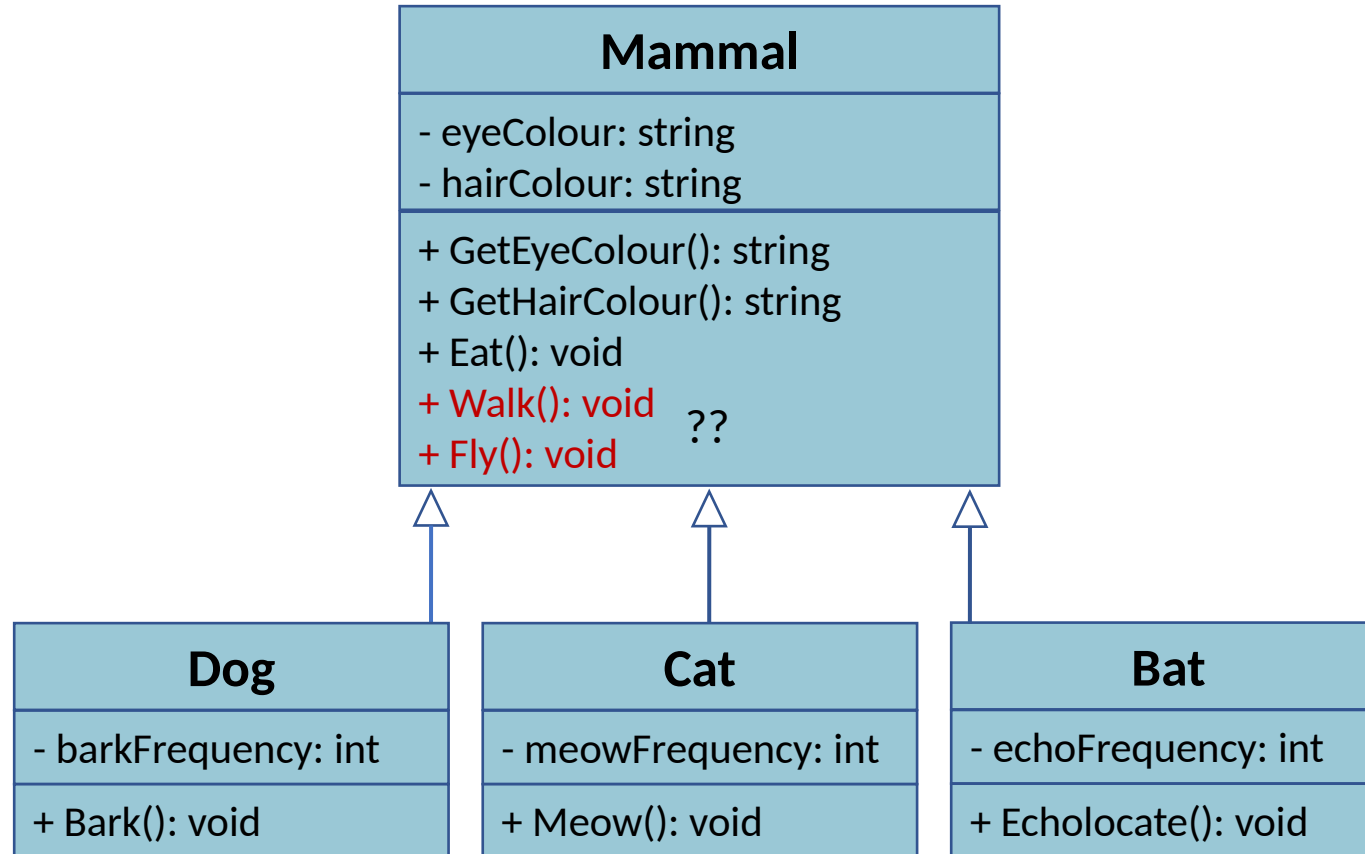 Mammal
- eyeColour: string
- hairColour: string
+ GetEyeColour(): string
+ GetHairColour(): string
+ Eat(): void
+ Walk(): void
??
+ Fly(): void
Dog
- barkFrequency: int
+ Bark(): void
Cat
- meowFrequency: int
+ Meow(): void
Bat
- echoFrequency: int
+ Echolocate(): void